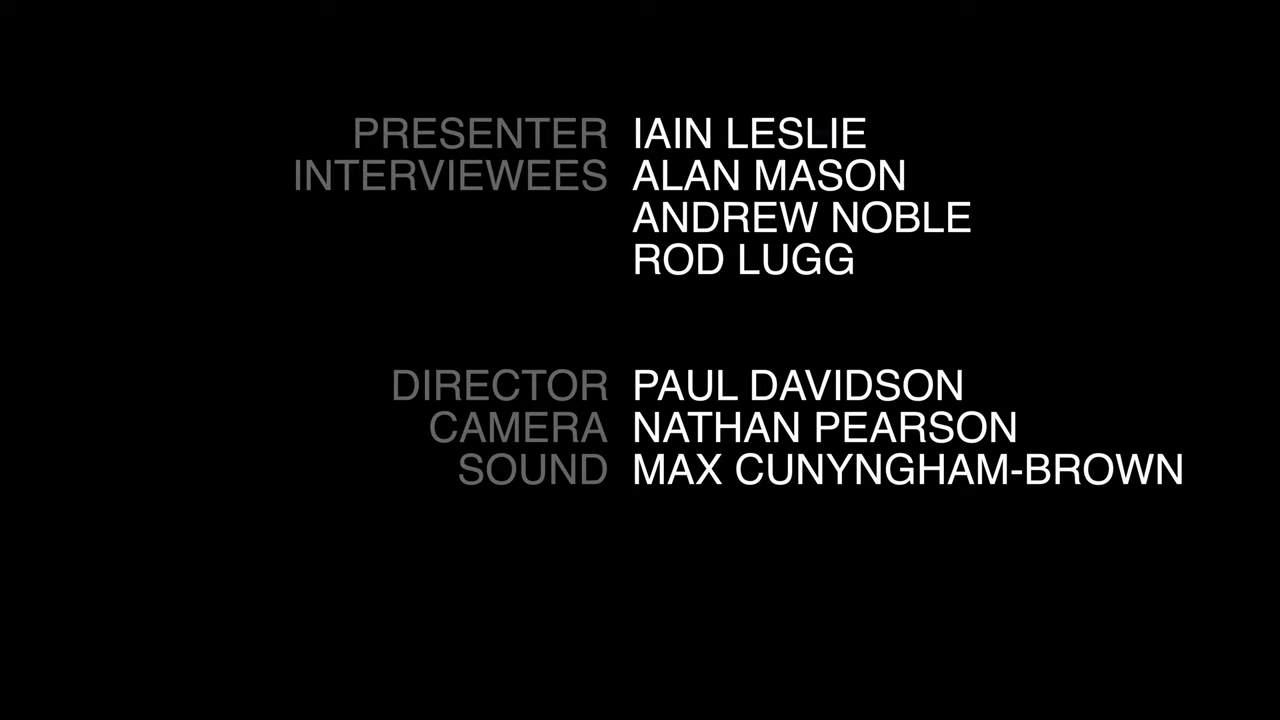 PRESENTER IAIN LESLIE
INTERVIEWEES ALAN MASON
ANDREW NOBLE
ROD LUGG
DIRECTOR PAUL DAVIDSON
CAMERA NATHAN PEARSON
SOUND MAX CUNYNGHAM-BROWN